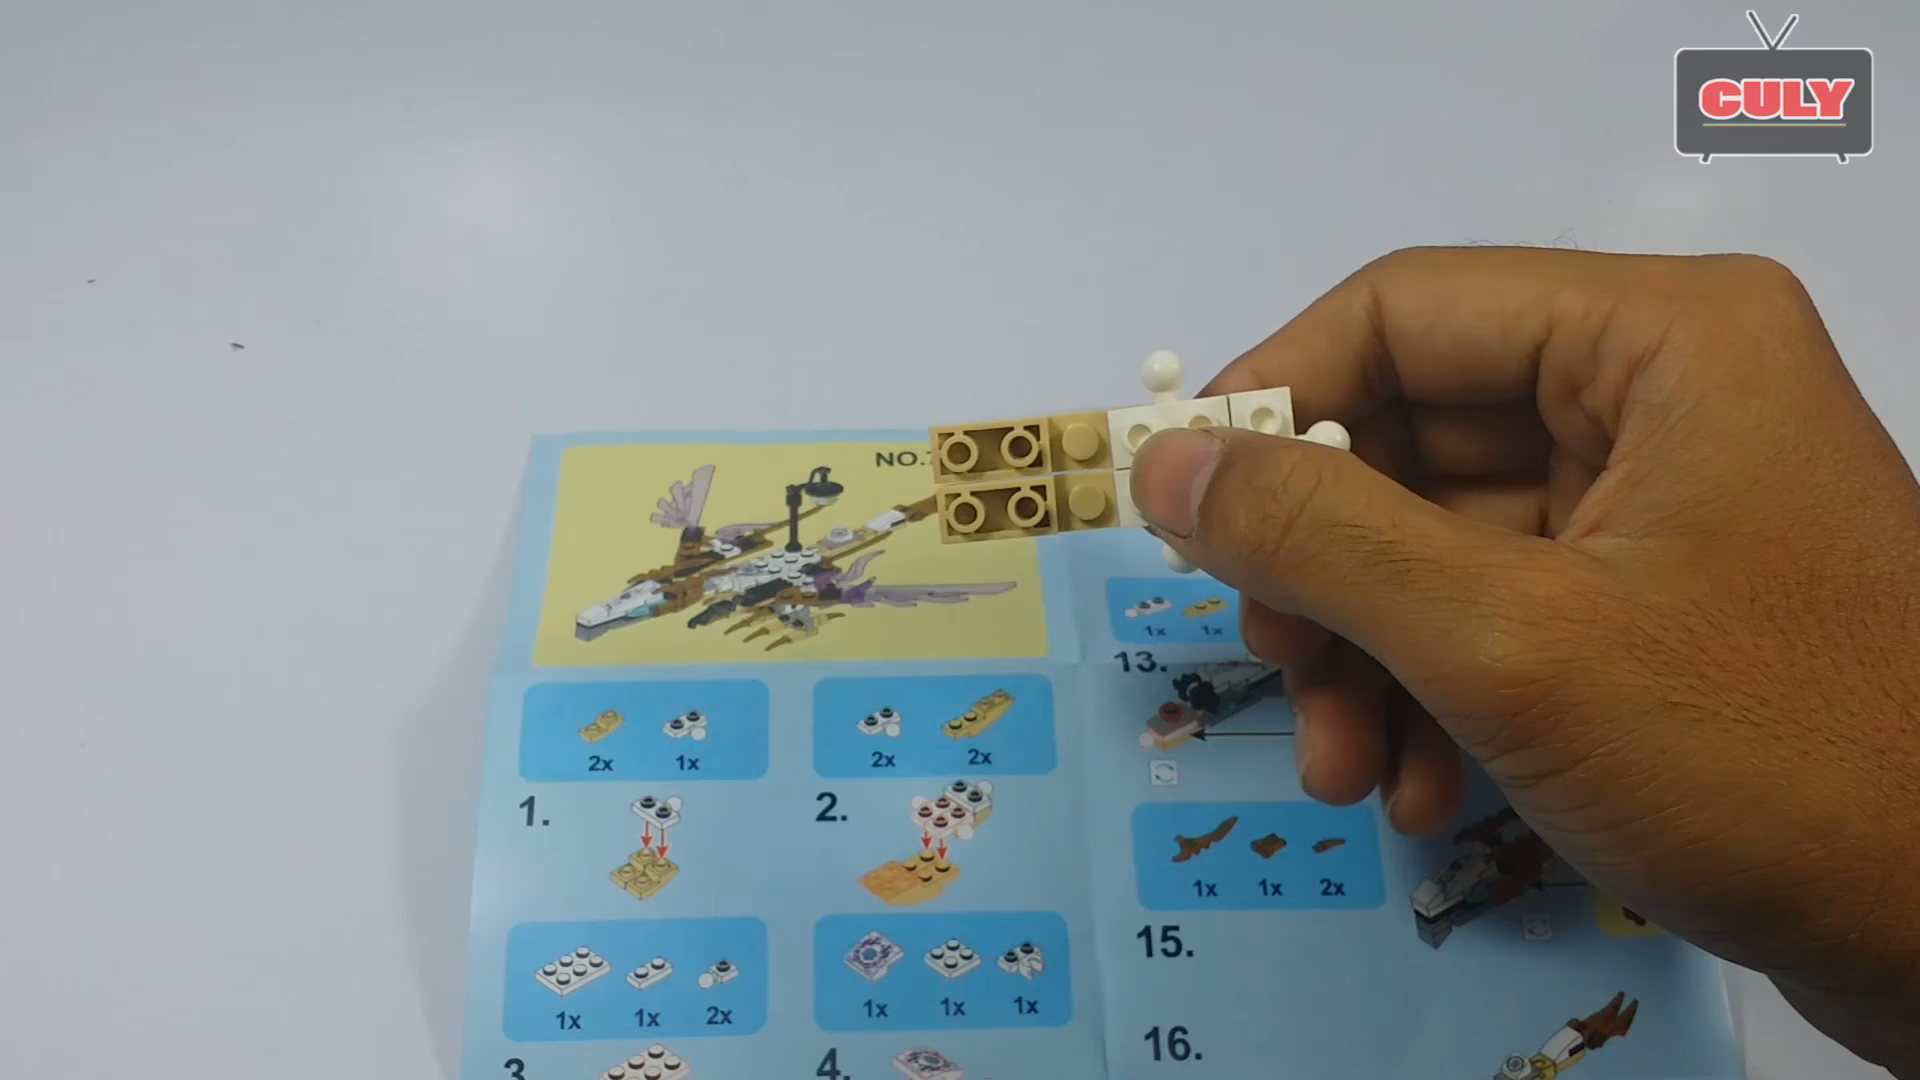 CULY
NO.
2x 1x
2x 2x
1x 1x
1.
2.
13.
1x 1x 2x
1x 1x 2x
1x 1x 1x
15.
3
4.
16.